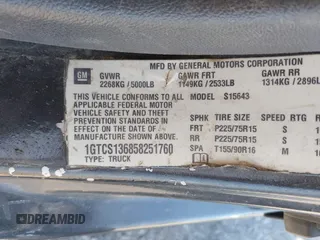 MFD BY GENERAL MOTORS CORPORATION
GM GVWR GAWR FRT GAWR RR
2268KG / 5000LB 1149KG / 2533LB 1314KG / 2896L
THIS VEHICLE CONFORMS TO ALL MODEL: S15643
APPLICABLE FEDERAL MOTOR
VEHICLE SAFETY AND SPHK TIRE SIZE SPEED RTG R
THEFT PREVENTION STANDARDS FRT P225/75R15 S 1
IN EFFECT ON THE DATE OF RR P225/75R15 S 1
MANUFACTURE SHOWN ABOVE. SPA T155/90R16 M 1
1GTCS136858251760
TYPE: TRUCK
DREAMBID